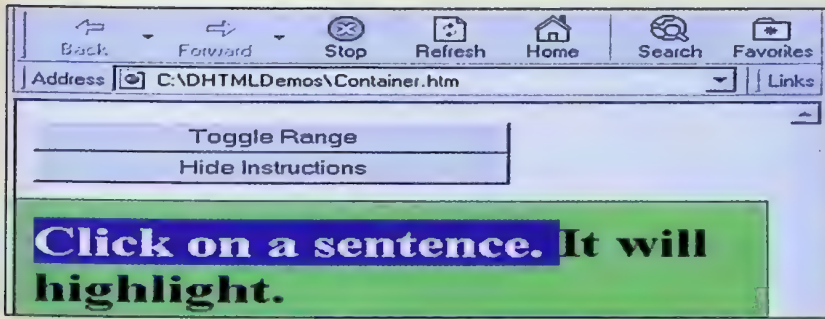 Back Forward Stop Refresh Home Search Favorites
Address C:\DHTMLDemos\Container.htm Links
Toggle Range
Hide Instructions
Click on a sentence. It will
highlight.